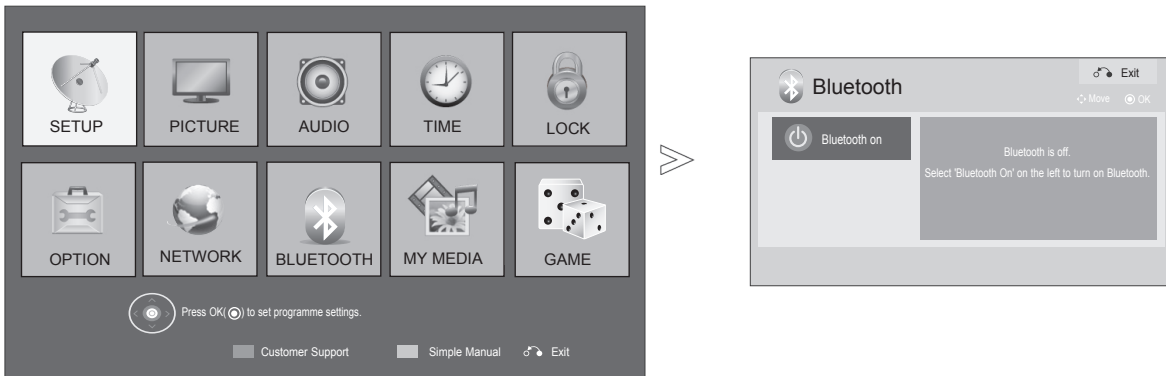 SETUP
PICTURE
AUDIO
TIME
LOCK
OPTION
NETWORK
BLUETOOTH
MY MEDIA
GAME
Press OK( ) to set programme settings.
Customer Support
Simple Manual
Exit
Bluetooth
Exit
Move
OK
Bluetooth on
Bluetooth is off.
Select 'Bluetooth On' on the left to turn on Bluetooth.